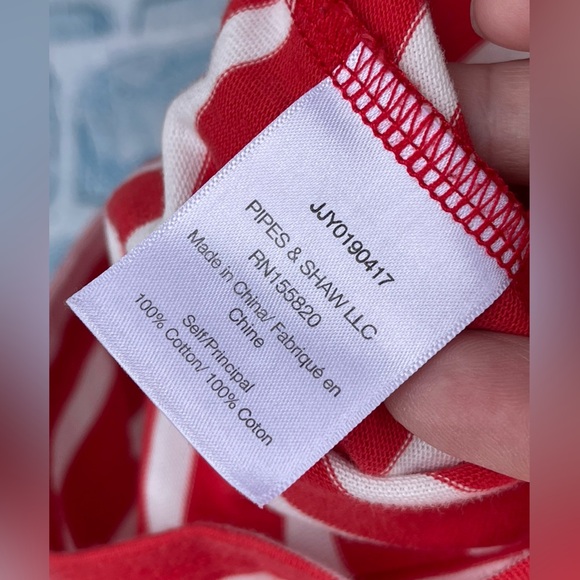 JJY0190417
PIPES & SHAW LLC
RN155820
Made in China/ Fabriqué en
Chine
Self/Principal
100% Cotton/ 100% Coton